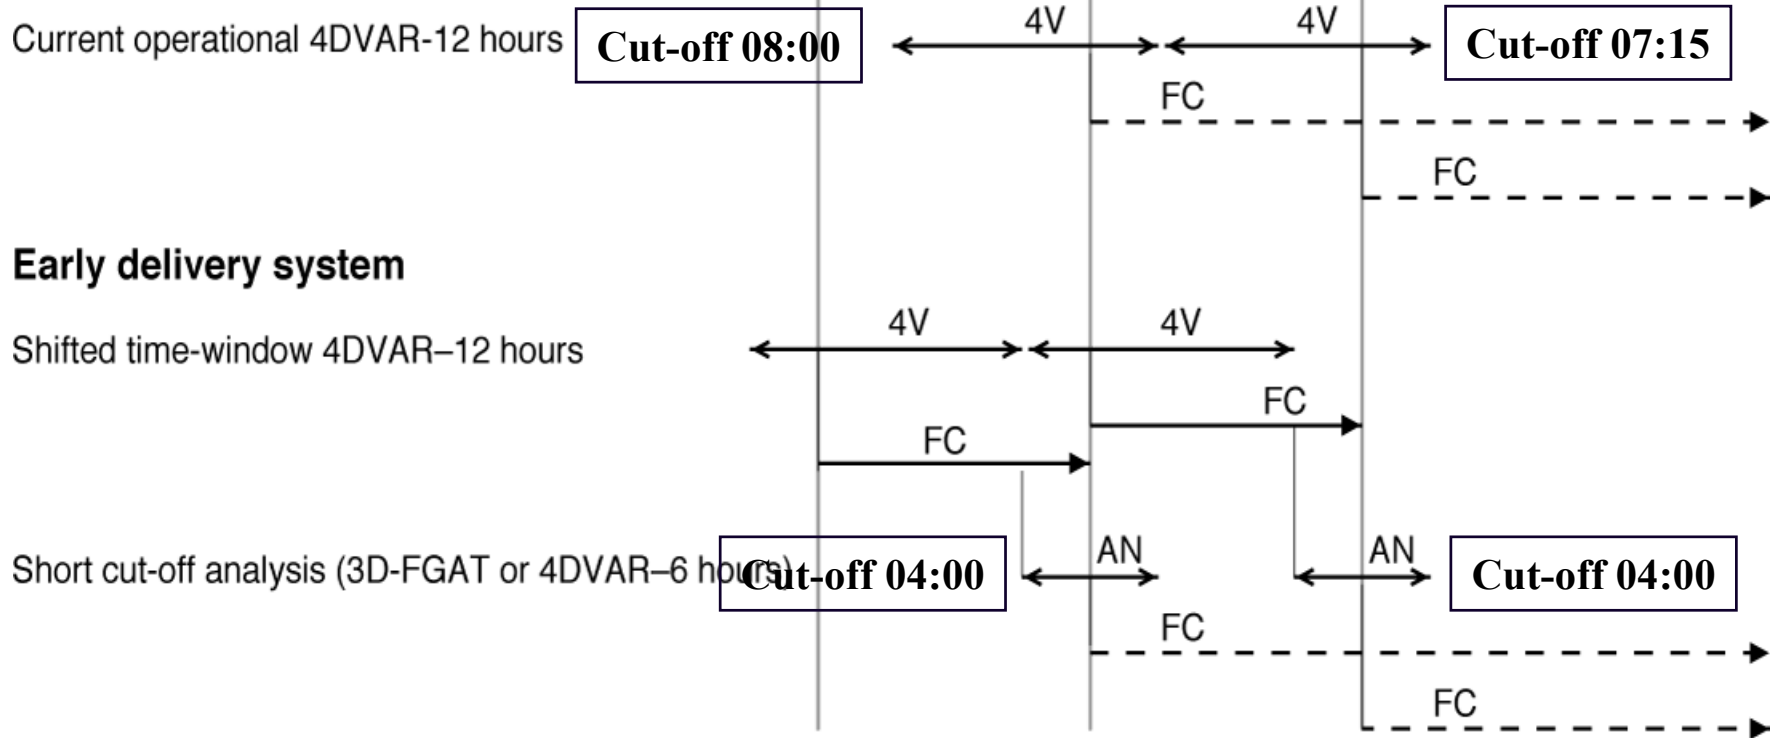 Current operational 4DVAR-12 hours
Cut-off 08:00
4V
4V
Cut-off 07:15
FC
FC
Early delivery system
Shifted time-window 4DVAR–12 hours
4V
4V
FC
FC
Short cut-off analysis (3D-FGAT or 4DVAR–6 hours)
Cut-off 04:00
AN
AN
Cut-off 04:00
FC
FC